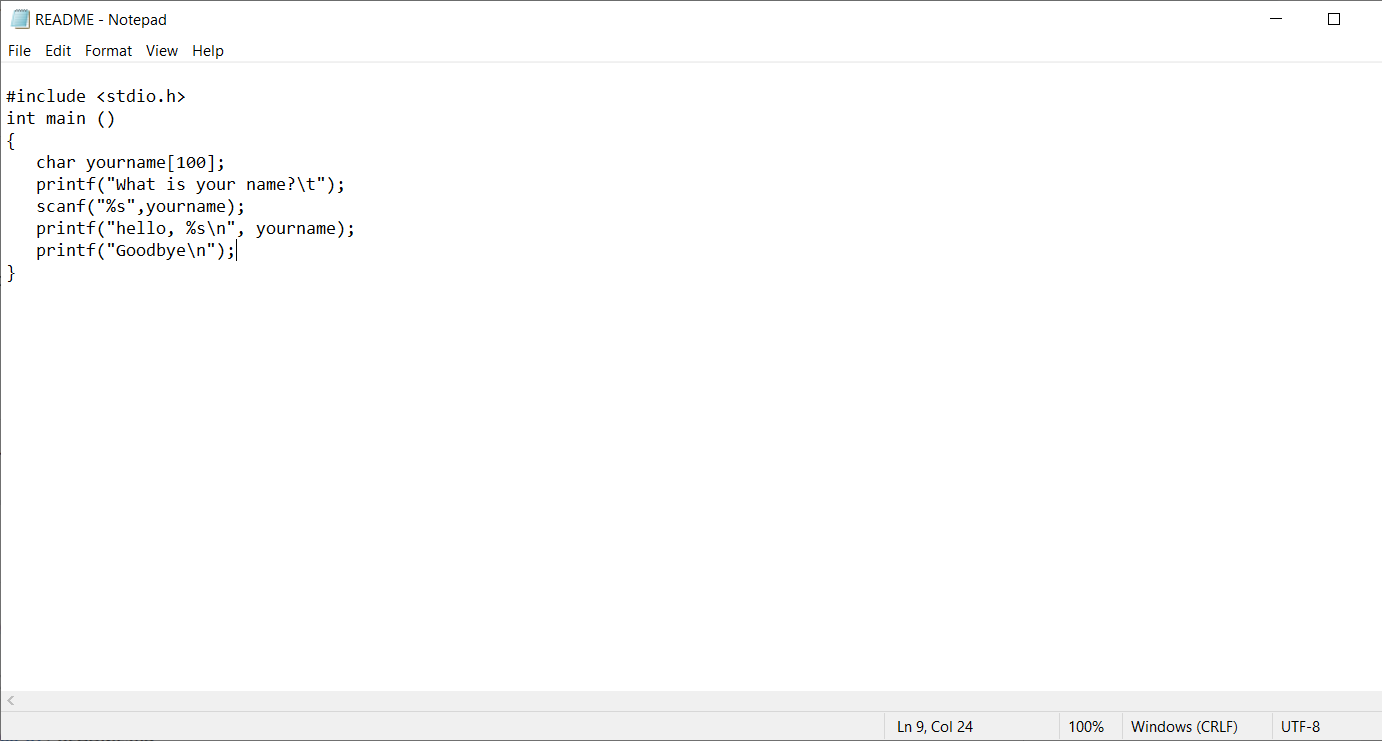 README - Notepad
File Edit Format View Help
#include <stdio.h>
int main ()
{
   char yourname[100];
   printf("What is your name?\t");
   scanf("%s",yourname);
   printf("hello, %s\n", yourname);
   printf("Goodbye\n");
}
Ln 9, Col 24 100% Windows (CRLF) UTF-8